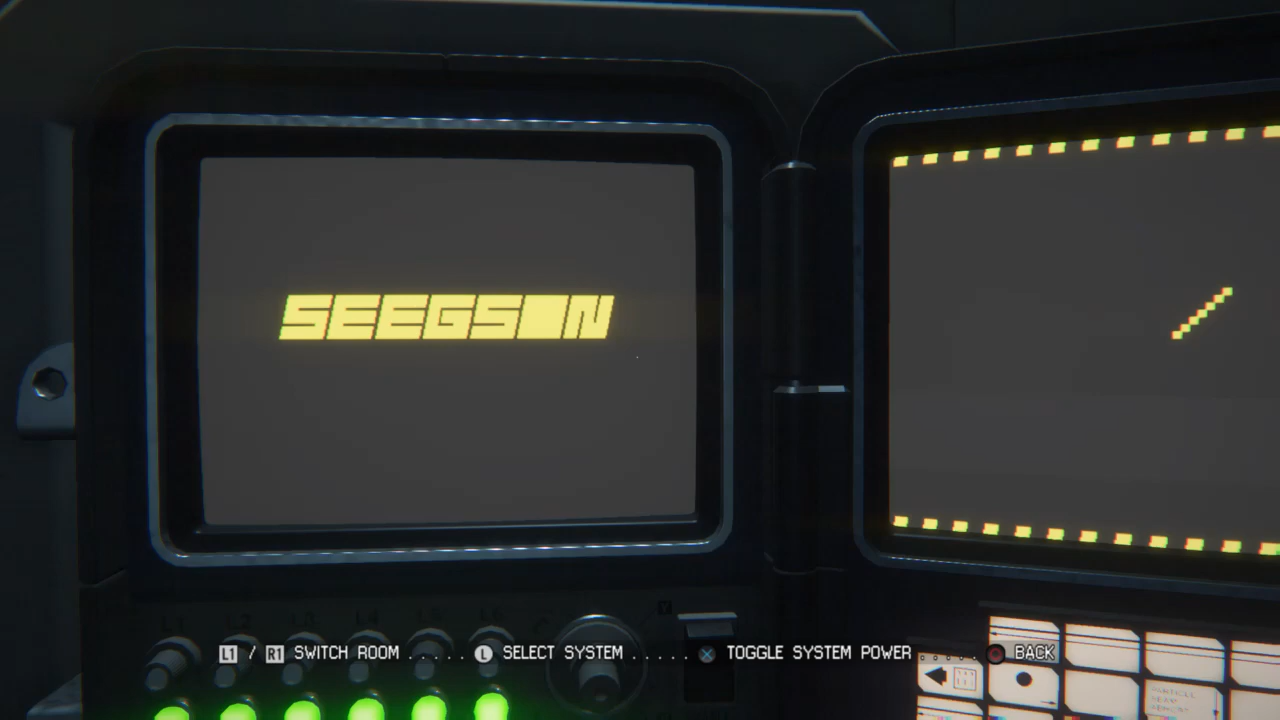 SEEGSON
L1 / R1 SWITCH ROOM ..... L SELECT SYSTEM ..... TOGGLE SYSTEM POWER ..... BACK